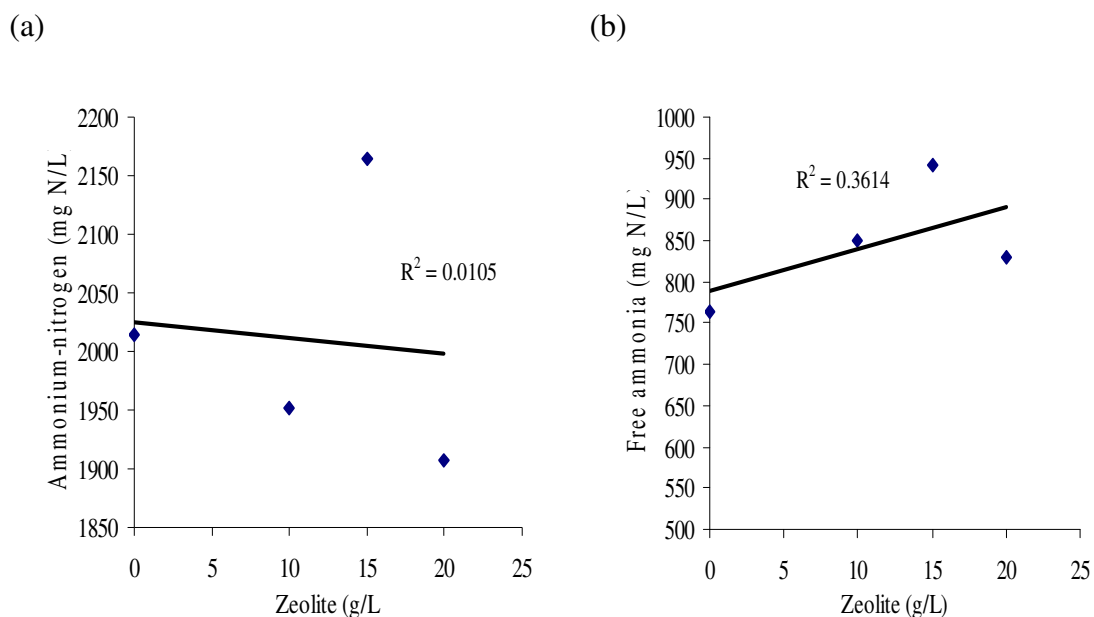 (a)
(b)
Ammonium-nitrogen (mg N/L)
2200
2150
2100
2050
2000
1950
1900
1850
R² = 0.0105
0 5 10 15 20 25
Zeolite (g/L
Free ammonia (mg N/L)
1000
950
900
850
800
750
700
650
600
550
500
R² = 0.3614
0 5 10 15 20 25
Zeolite (g/L)